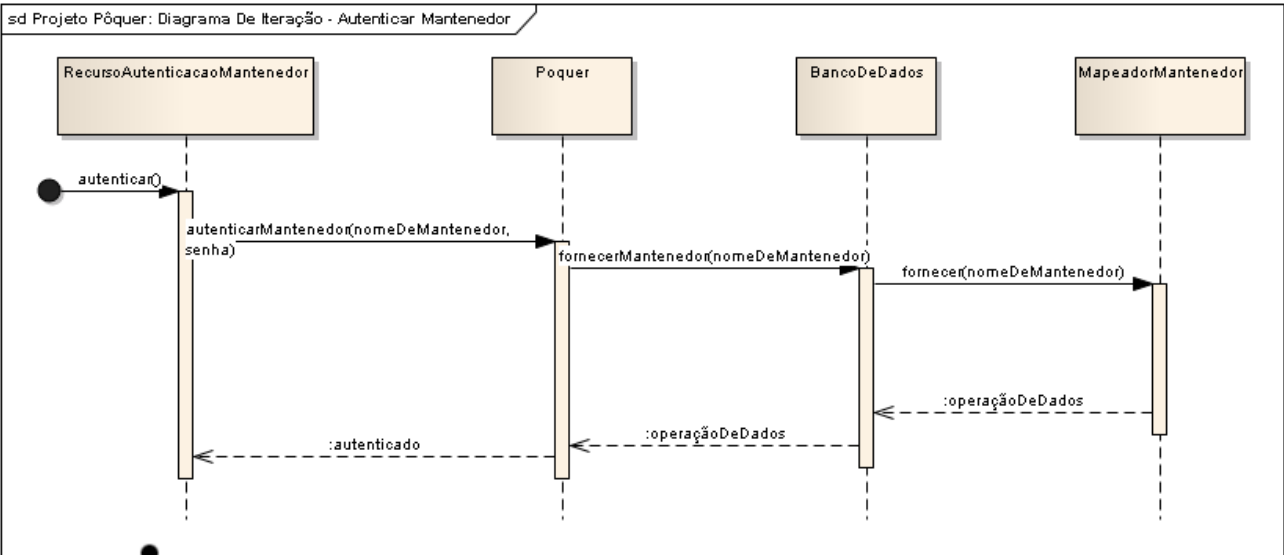 sd Projeto Pôquer: Diagrama De Iteração - Autenticar Mantenedor
RecursoAutenticacaoMantenedor
Poquer
BancoDeDados
MapeadorMantenedor
autenticar()
autenticarMantenedor(nomeDeMantenedor,
senha)
fornecerMantenedor(nomeDeMantenedor)
fornecer(nomeDeMantenedor)
:operaçãoDeDados
:operaçãoDeDados
:autenticado